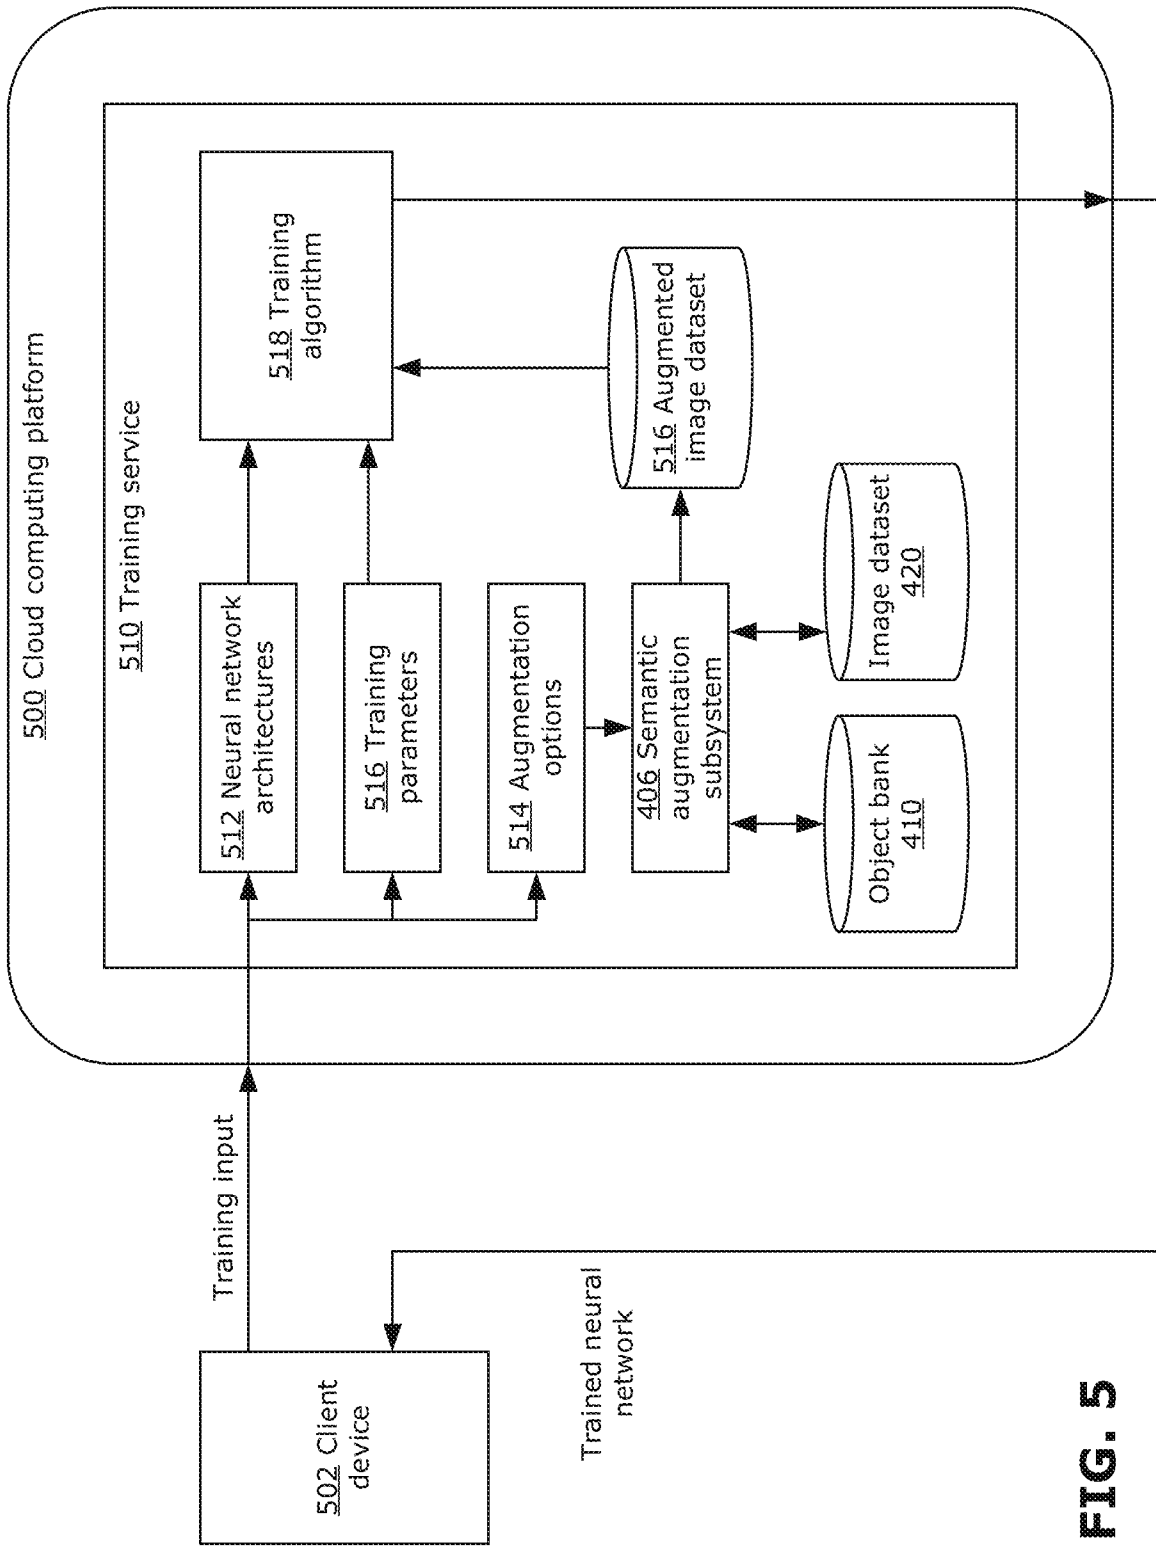 500 Cloud computing platform
510 Training service
502 Client
device
Training input
Trained neural
network
512 Neural network
architectures
516 Training
parameters
514 Augmentation
options
406 Semantic
augmentation
subsystem
Object bank
410
Image dataset
420
516 Augmented
image dataset
518 Training
algorithm
FIG. 5